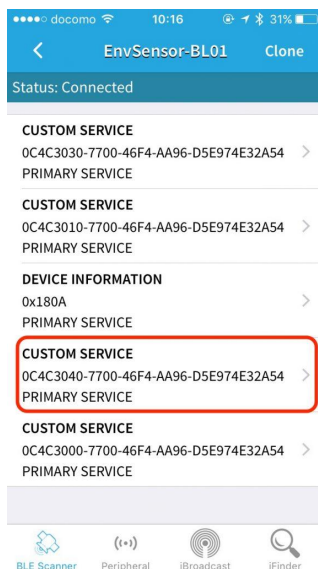 docomo 10:16 31%
EnvSensor-BL01 Clone
Status: Connected
CUSTOM SERVICE
0C4C3030-7700-46F4-AA96-D5E974E32A54
PRIMARY SERVICE
CUSTOM SERVICE
0C4C3010-7700-46F4-AA96-D5E974E32A54
PRIMARY SERVICE
DEVICE INFORMATION
0x180A
PRIMARY SERVICE
CUSTOM SERVICE
0C4C3040-7700-46F4-AA96-D5E974E32A54
PRIMARY SERVICE
CUSTOM SERVICE
0C4C3000-7700-46F4-AA96-D5E974E32A54
PRIMARY SERVICE
BLE Scanner Peripheral iBroadcast iFinder